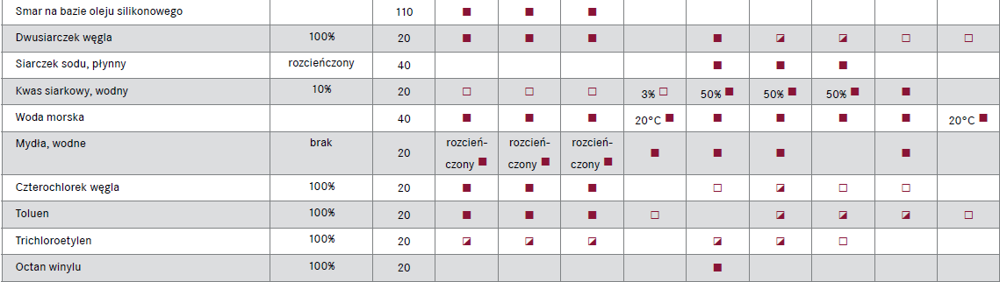 Smar na bazie oleju silikonowego 110 ■ ■ ■
Dwusiarczek węgla 100% 20 ■ ■ ■ ■ ◪ ◪ □ □
Siarczek sodu, płynny rozcieńczony 40 ■ ■ ■
Kwas siarkowy, wodny 10% 20 □ □ □ 3% □ 50% ■ 50% ■ 50% ■ ■
Woda morska 40 ■ ■ ■ 20°C ■ ■ ■ ■ ■ 20°C ■
Mydła, wodne brak 20 rozcień- rozcień- rozcień- ■ ■ ■ ■
czony ■ czony ■ czony ■
Czterochlorek węgla 100% 20 ■ ■ ■ □ ◪ □ □
Toluen 100% 20 ■ ■ ■ □ ◪ ◪ ◪ □
Trichloroetylen 100% 20 ◪ ◪ ◪ ◪ ◪ □
Octan winylu 100% 20 ■